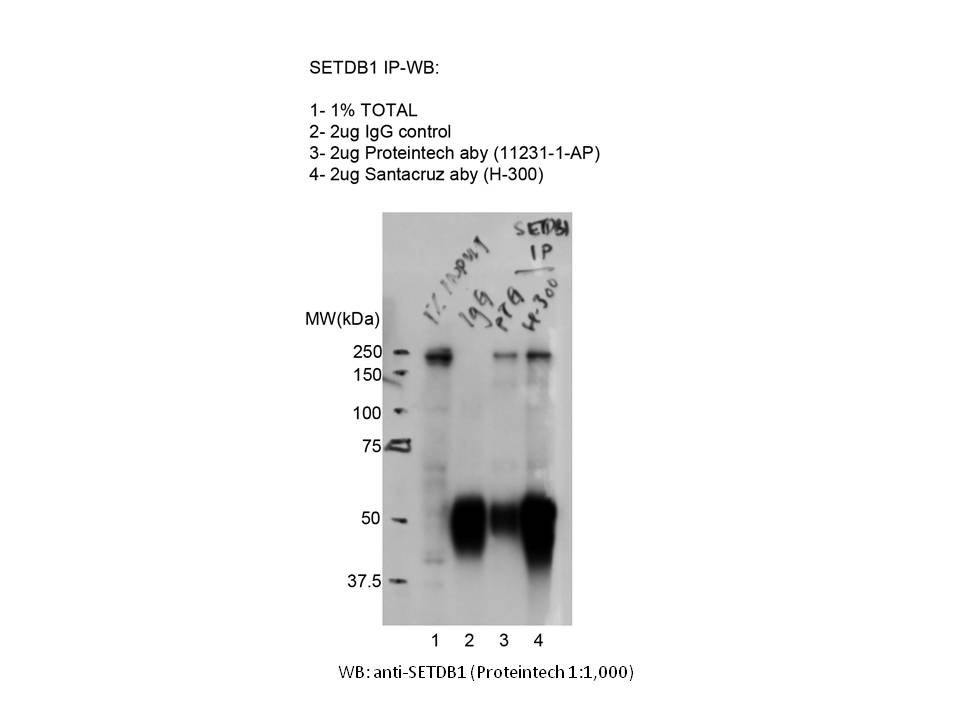 SETDB1 IP-WB:
1- 1% TOTAL
2- 2ug IgG control
3- 2ug Proteintech aby (11231-1-AP)
4- 2ug Santacruz aby (H-300)
SETDB1
IP
1% INPUT
IgG
PTG
H-300
MW(kDa)
250
150
100
75
50
37.5
1 2 3 4
WB: anti-SETDB1 (Proteintech 1:1,000)